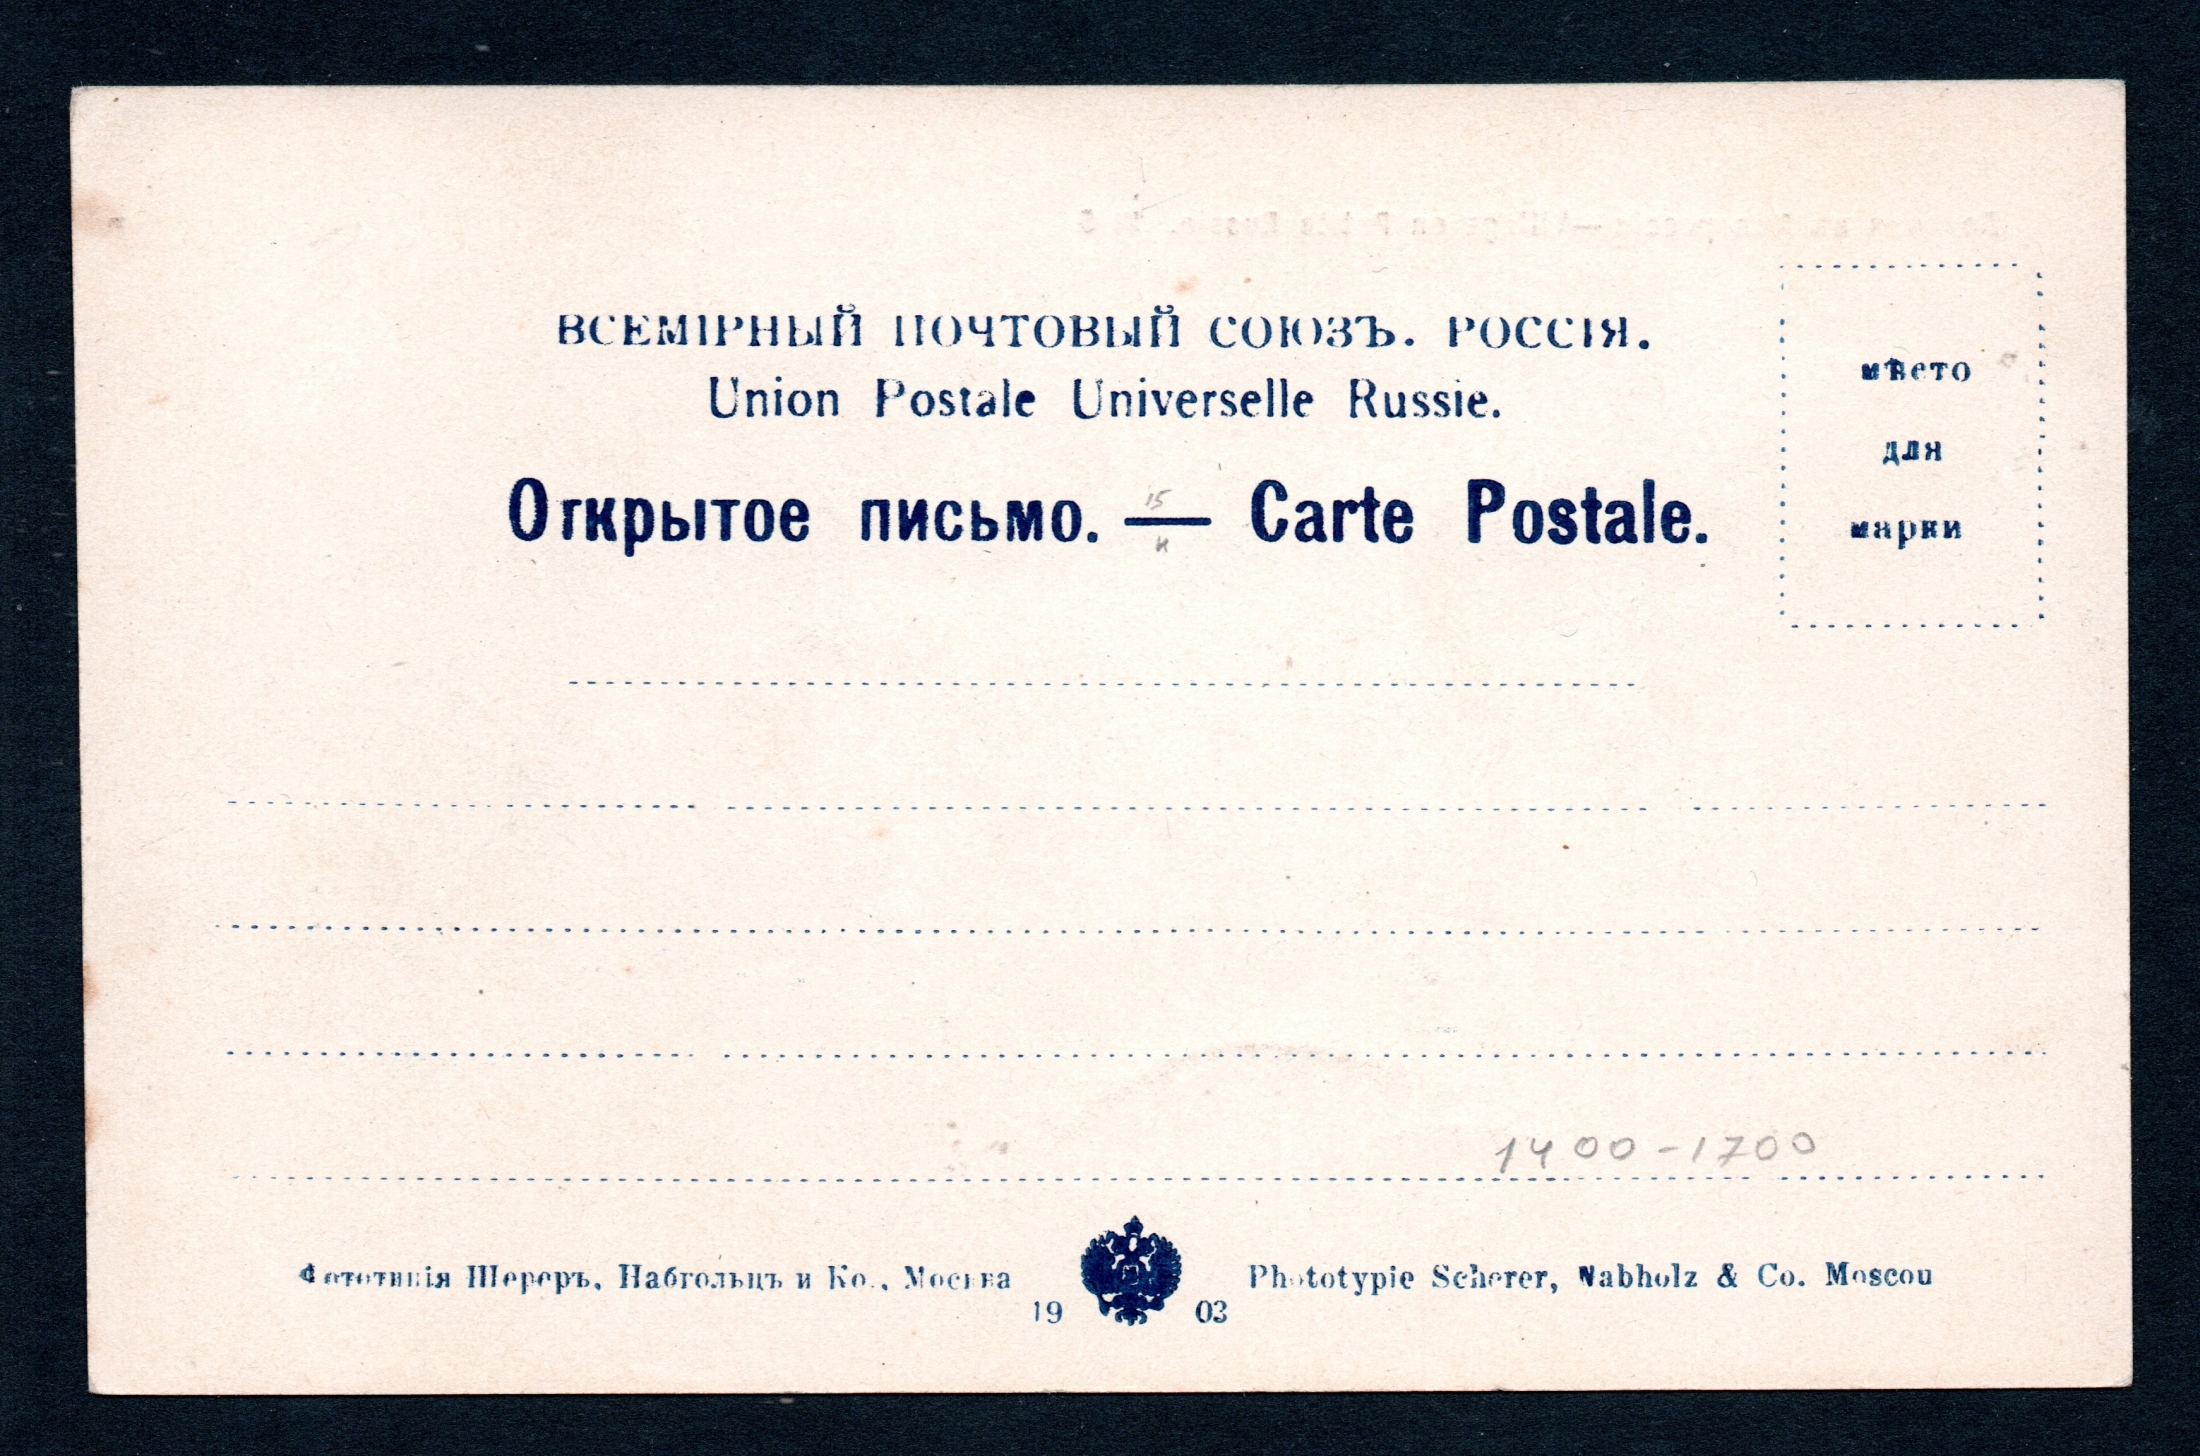 ВСЕМІРНЫЙ ПОЧТОВЫЙ СОЮЗЪ. РОССІЯ.
Union Postale Universelle Russie.
Открытое письмо. — Carte Postale.
15
к
мѣсто
для
марки
1400-1700
Фототипія Шереръ, Набгольцъ и Ко., Москва
19 03
Phototypie Scherer, Nabholz & Co. Moscou